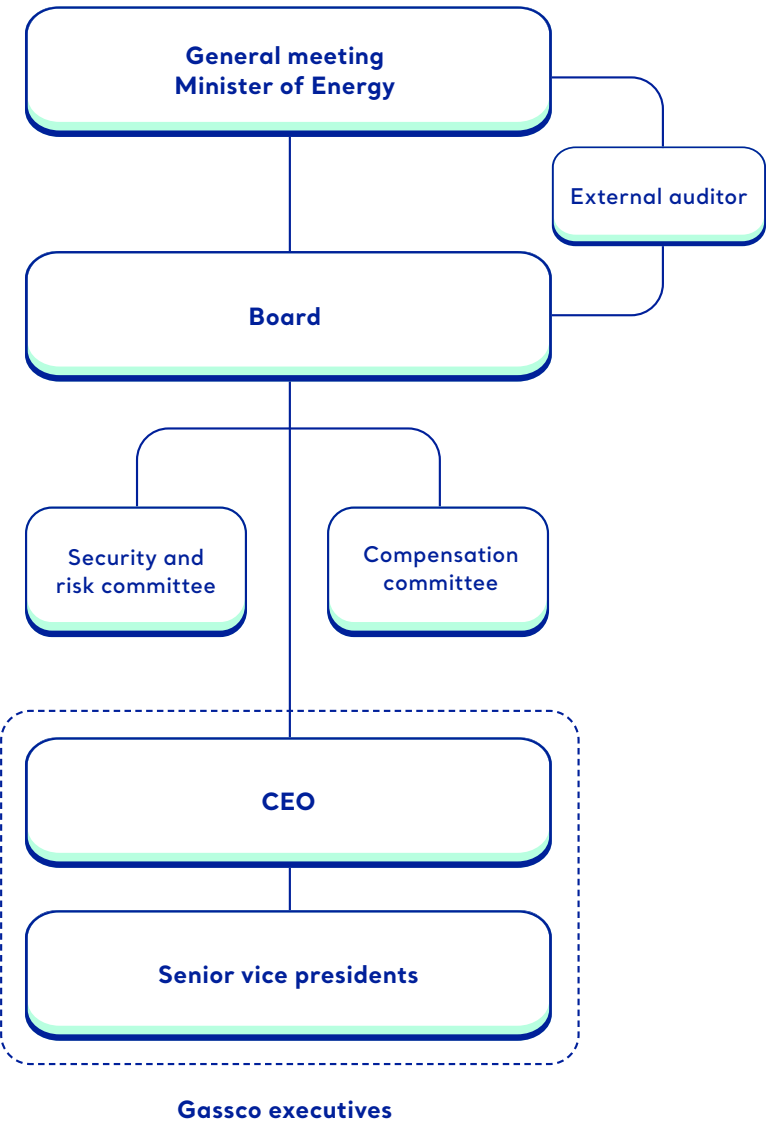 General meeting
Minister of Energy
External auditor
Board
Security and
risk committee
Compensation
committee
CEO
Senior vice presidents
Gassco executives